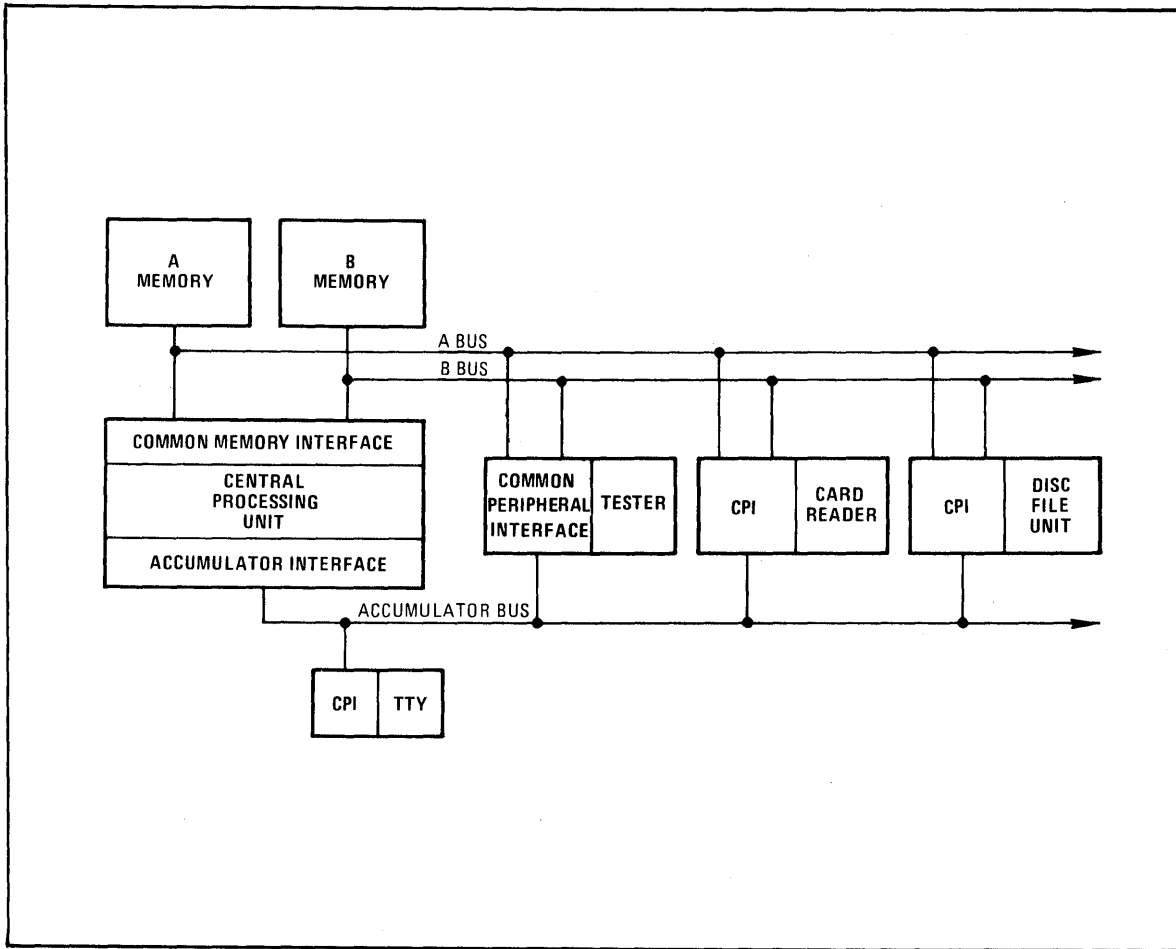 A
MEMORY
B
MEMORY
A BUS
B BUS
COMMON MEMORY INTERFACE
CENTRAL
PROCESSING
UNIT
ACCUMULATOR INTERFACE
COMMON
PERIPHERAL
INTERFACE
TESTER
CPI
CARD
READER
CPI
DISC
FILE
UNIT
ACCUMULATOR BUS
CPI
TTY